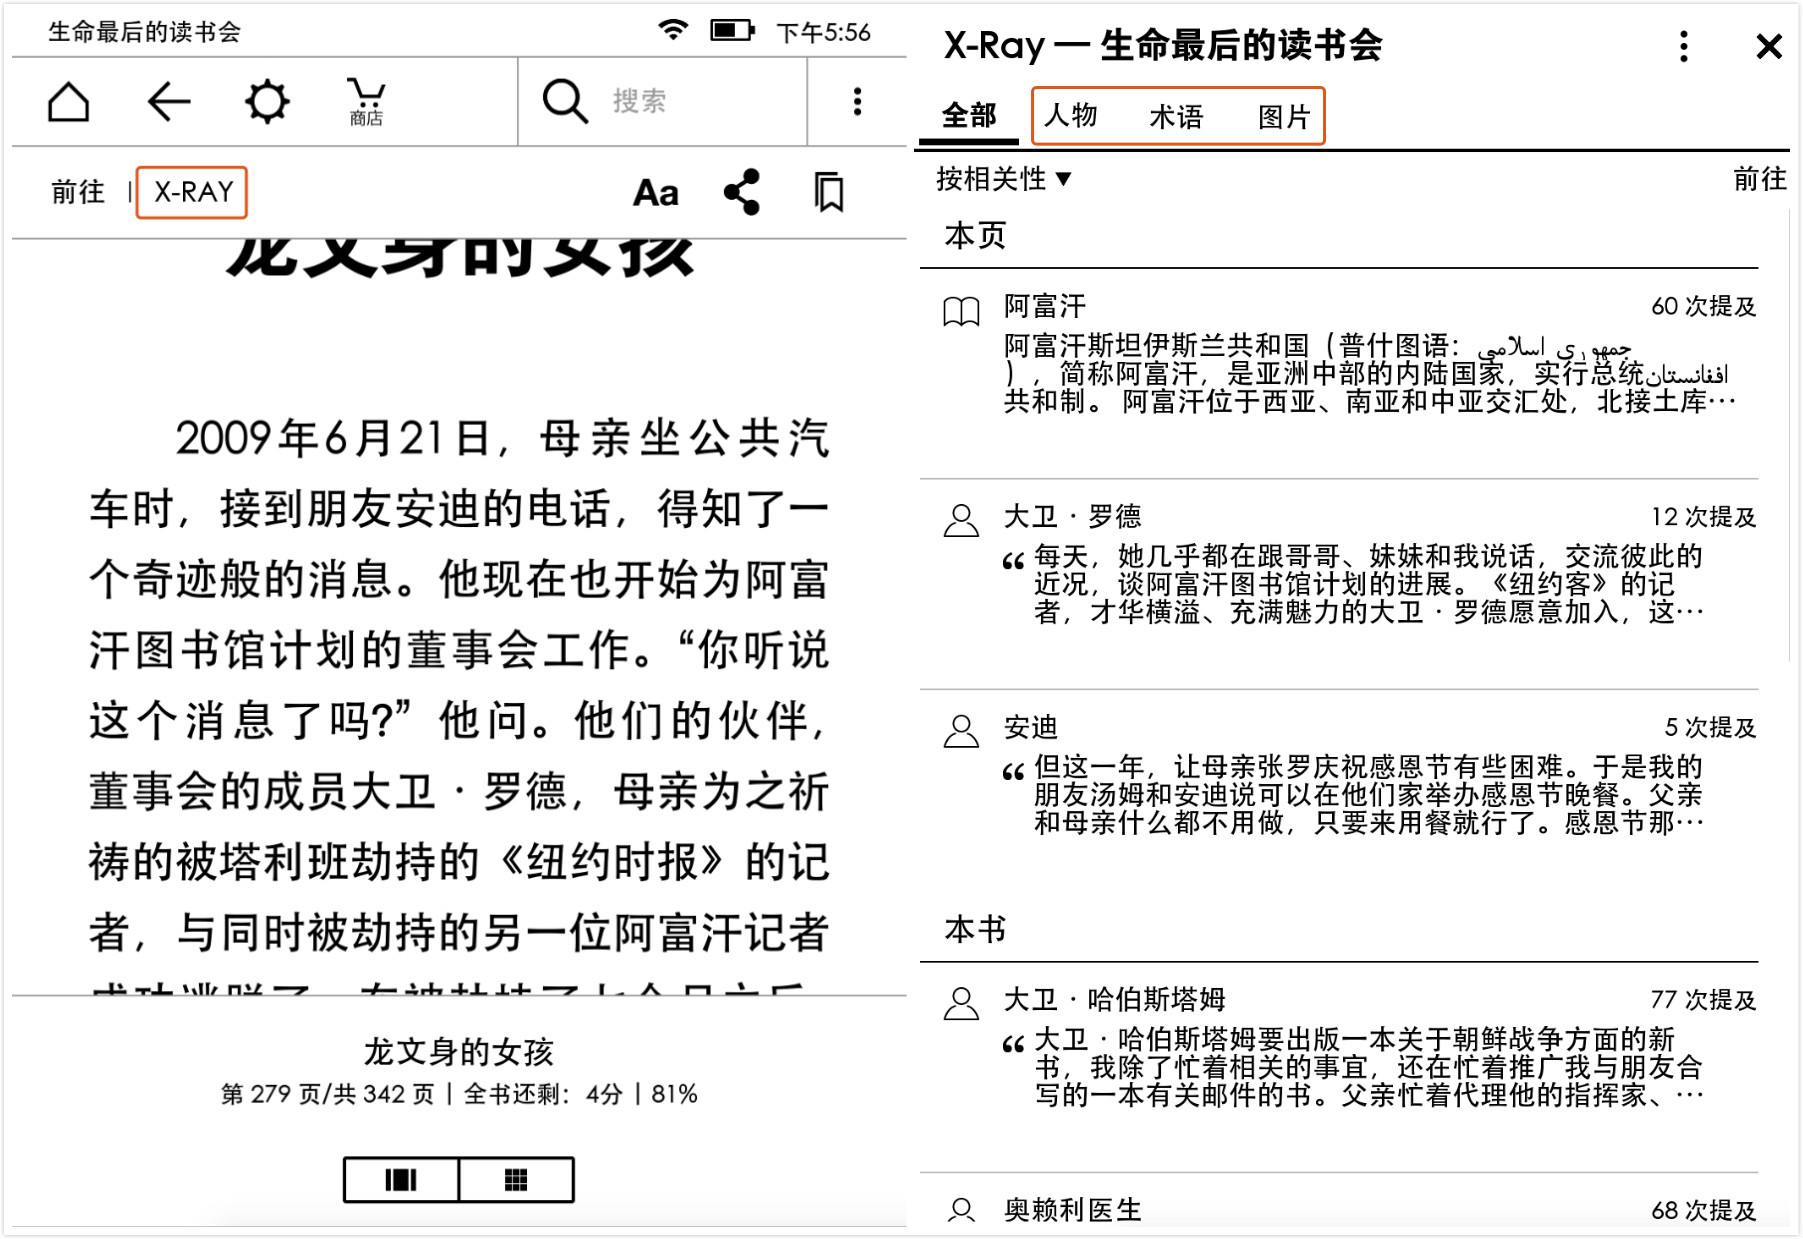 生命最后的读书会
下午5:56
商店
搜索
前往 | X-RAY
Aa
龙文身的女孩
2009年6月21日，母亲坐公共汽
车时，接到朋友安迪的电话，得知了一
个奇迹般的消息。他现在也开始为阿富
汗图书馆计划的董事会工作。“你听说
这个消息了吗?”他问。他们的伙伴，
董事会的成员大卫·罗德，母亲为之祈
祷的被塔利班劫持的《纽约时报》的记
者，与同时被劫持的另一位阿富汗记者
成功逃脱了。在被劫持了七个月之后，
龙文身的女孩
第 279 页/共 342 页 | 全书还剩：4分 | 81%
X-Ray — 生命最后的读书会
全部 人物 术语 图片
按相关性 ▼ 前往
本页
阿富汗 60 次提及
阿富汗斯坦伊斯兰共和国（普什图语：جمهوری اسلامی
），简称阿富汗，是亚洲中部的内陆国家，实行总统افغانستان
共和制。 阿富汗位于西亚、南亚和中亚交汇处，北接土库…
大卫·罗德 12 次提及
“每天，她几乎都在跟哥哥、妹妹和我说话，交流彼此的
近况，谈阿富汗图书馆计划的进展。《纽约客》的记
者，才华横溢、充满魅力的大卫·罗德愿意加入，这…
安迪 5 次提及
“但这一年，让母亲张罗庆祝感恩节有些困难。于是我的
朋友汤姆和安迪说可以在他们家举办感恩节晚餐。父亲
和母亲什么都不用做，只要来用餐就行了。感恩节那…
本书
大卫·哈伯斯塔姆 77 次提及
“大卫·哈伯斯塔姆要出版一本关于朝鲜战争方面的新
书，我除了忙着相关的事宜，还在忙着推广我与朋友合
写的一本有关邮件的书。父亲忙着代理他的指挥家、…
奥赖利医生 68 次提及